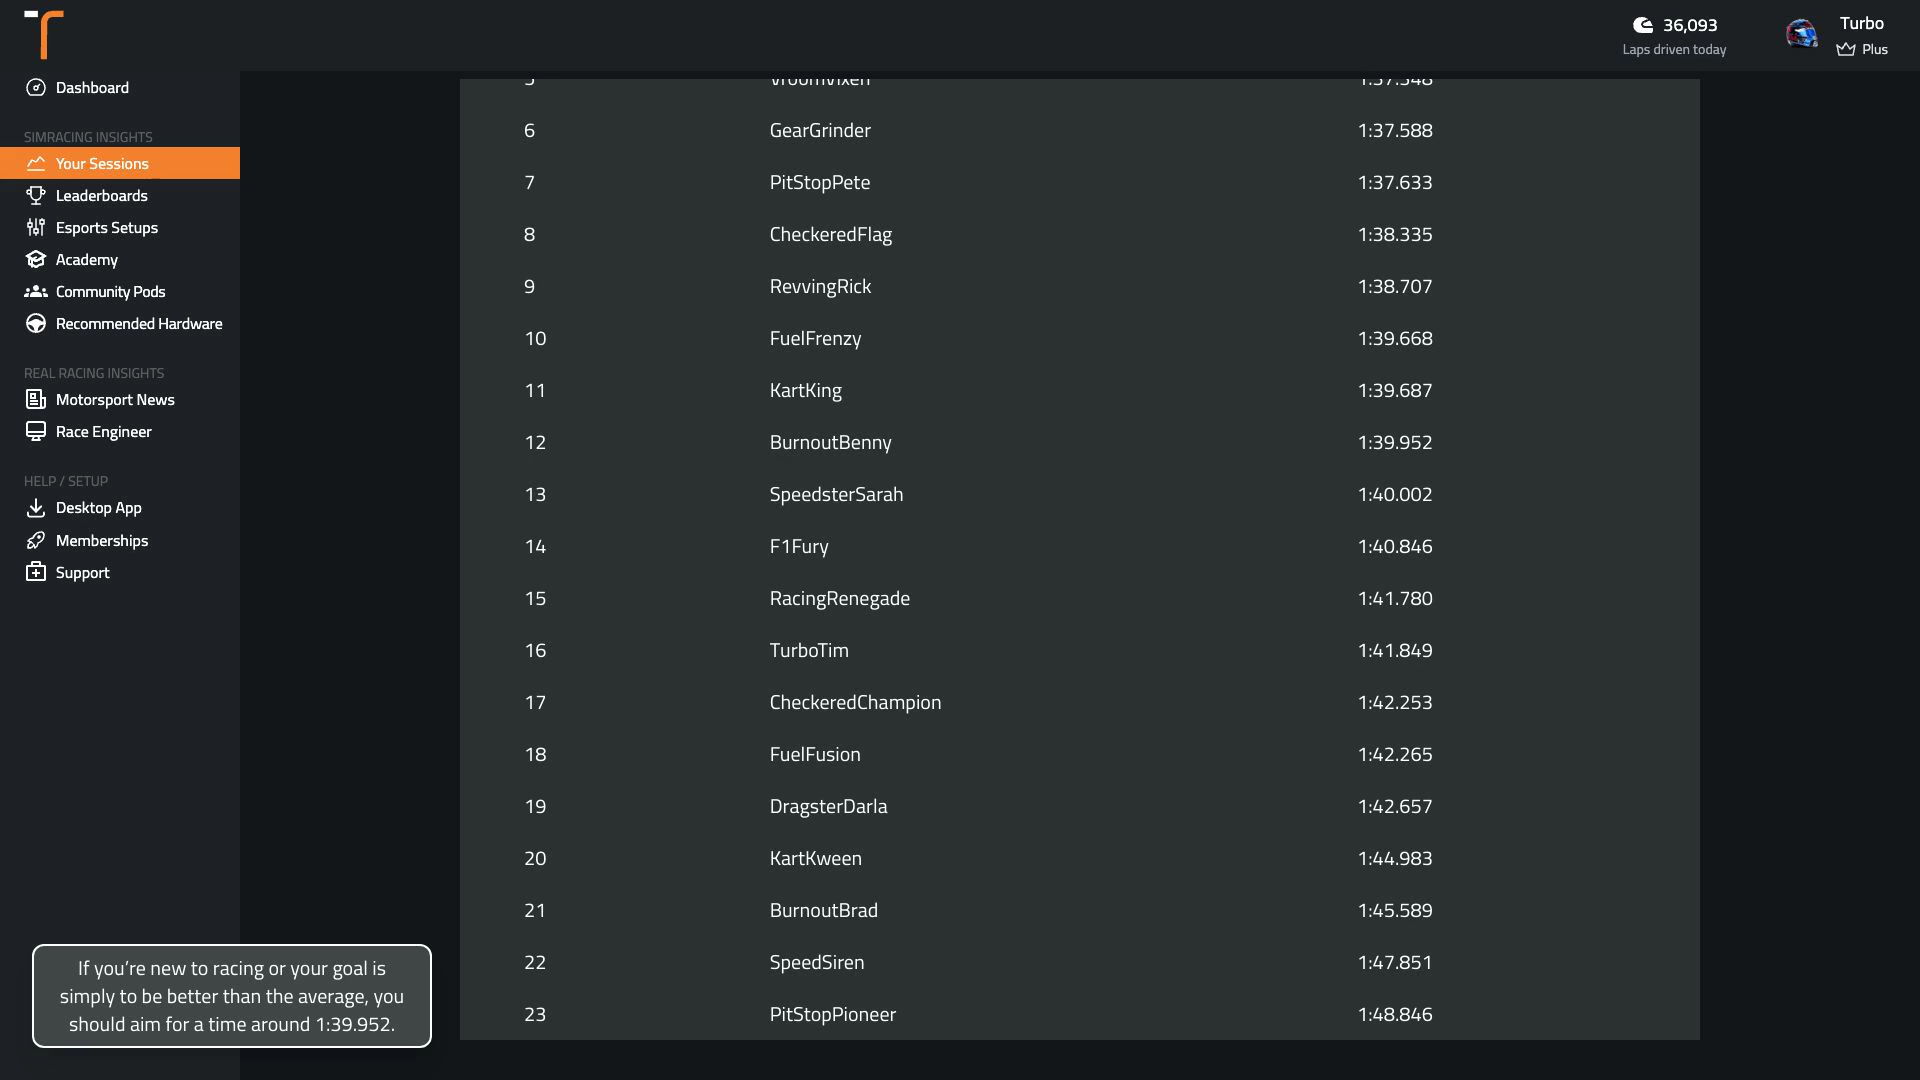 36,093
Laps driven today
Turbo
Plus
Dashboard
SIMRACING INSIGHTS
Your Sessions
Leaderboards
Esports Setups
Academy
Community Pods
Recommended Hardware
REAL RACING INSIGHTS
Motorsport News
Race Engineer
HELP / SETUP
Desktop App
Memberships
Support
5 VroomVixen 1:37.548
6 GearGrinder 1:37.588
7 PitStopPete 1:37.633
8 CheckeredFlag 1:38.335
9 RevvingRick 1:38.707
10 FuelFrenzy 1:39.668
11 KartKing 1:39.687
12 BurnoutBenny 1:39.952
13 SpeedsterSarah 1:40.002
14 F1Fury 1:40.846
15 RacingRenegade 1:41.780
16 TurboTim 1:41.849
17 CheckeredChampion 1:42.253
18 FuelFusion 1:42.265
19 DragsterDarla 1:42.657
20 KartKween 1:44.983
21 BurnoutBrad 1:45.589
22 SpeedSiren 1:47.851
23 PitStopPioneer 1:48.846
If you’re new to racing or your goal is
simply to be better than the average, you
should aim for a time around 1:39.952.